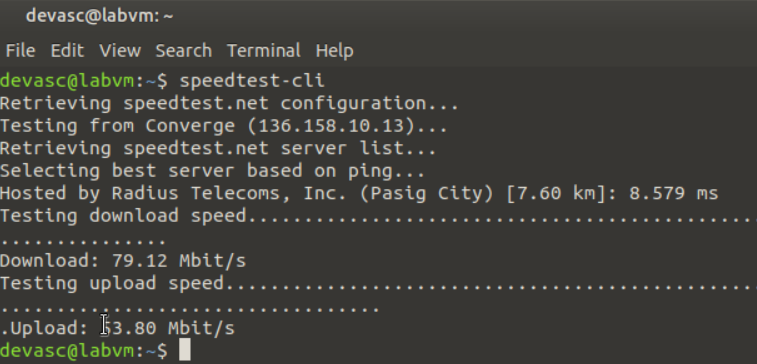 devasc@labvm: ~
File Edit View Search Terminal Help
devasc@labvm:~$ speedtest-cli
Retrieving speedtest.net configuration...
Testing from Converge (136.158.10.13)...
Retrieving speedtest.net server list...
Selecting best server based on ping...
Hosted by Radius Telecoms, Inc. (Pasig City) [7.60 km]: 8.579 ms
Testing download speed..............................................
...............
Download: 79.12 Mbit/s
Testing upload speed................................................
..................................
.Upload: Mbit/s
devasc@labvm:~$